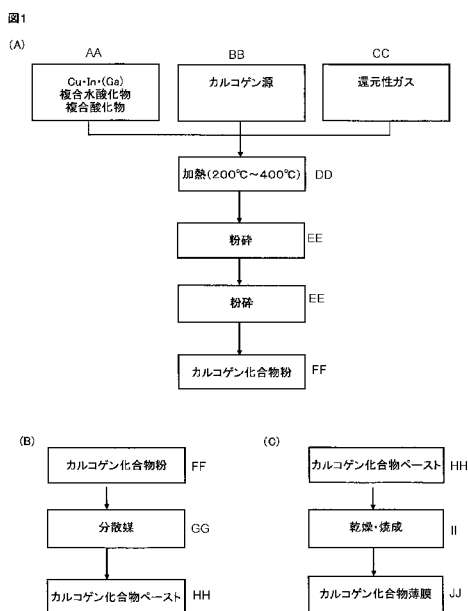 図1
(A)
AA
BB
CC
Cu・In・(Ga)
複合水酸化物
複合酸化物
カルコゲン源
還元性ガス
加熱(200℃～400℃)
DD
粉砕
EE
粉砕
EE
カルコゲン化合物粉
FF
(B)
カルコゲン化合物粉
FF
分散媒
GG
カルコゲン化合物ペースト
HH
(C)
カルコゲン化合物ペースト
HH
乾燥・焼成
II
カルコゲン化合物薄膜
JJ